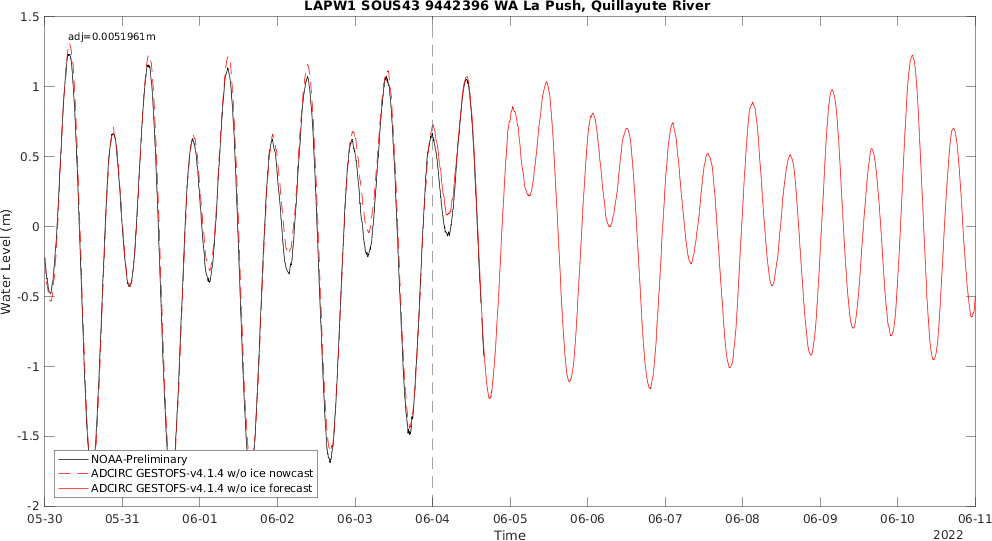 LAPW1 SOUS43 9442396 WA La Push, Quillayute River
adj=0.0051961m
1.5
1
0.5
0
-0.5
-1
-1.5
-2
Water Level (m)
NOAA-Preliminary
ADCIRC GESTOFS-v4.1.4 w/o ice nowcast
ADCIRC GESTOFS-v4.1.4 w/o ice forecast
05-30 05-31 06-01 06-02 06-03 06-04 06-05 06-06 06-07 06-08 06-09 06-10 06-11
Time
2022